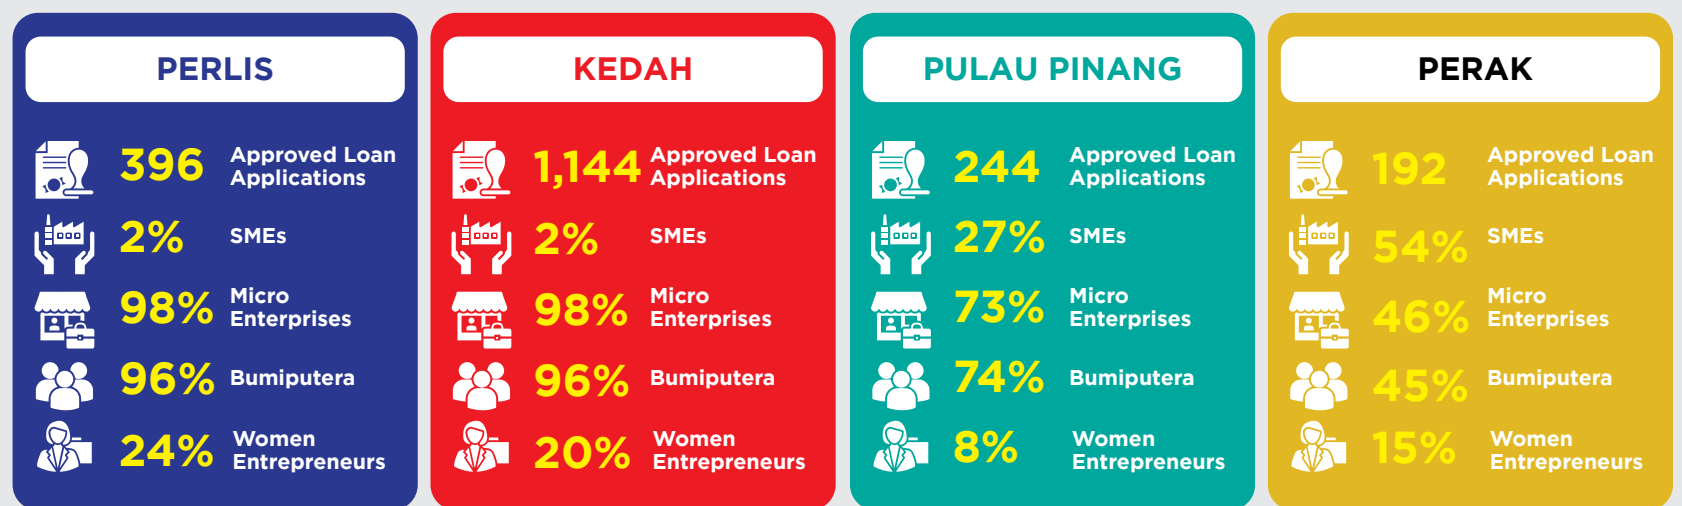 PERLIS
396 Approved Loan
Applications
2% SMEs
98% Micro
Enterprises
96% Bumiputera
24% Women
Entrepreneurs
KEDAH
1,144 Approved Loan
Applications
2% SMEs
98% Micro
Enterprises
96% Bumiputera
20% Women
Entrepreneurs
PULAU PINANG
244 Approved Loan
Applications
27% SMEs
73% Micro
Enterprises
74% Bumiputera
8% Women
Entrepreneurs
PERAK
192 Approved Loan
Applications
54% SMEs
46% Micro
Enterprises
45% Bumiputera
15% Women
Entrepreneurs